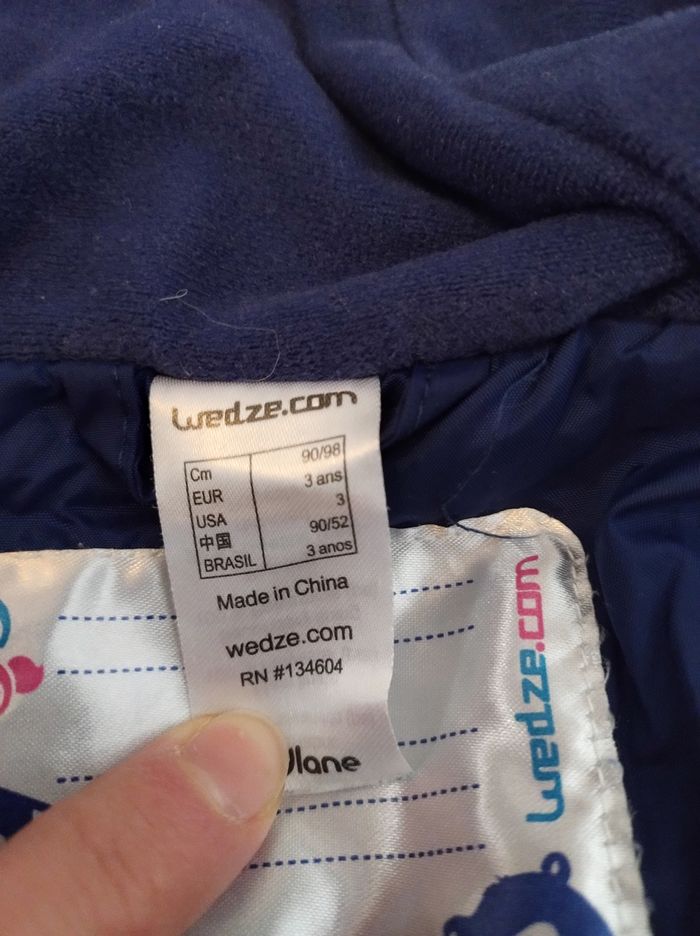 wedze.com
Cm 90/98
EUR 3 ans
USA 3
中国 90/52
BRASIL 3 anos
Made in China
wedze.com
RN #134604
wedze.com